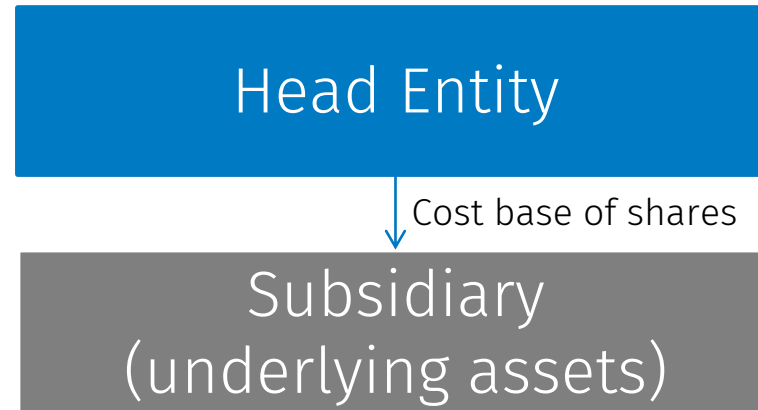 Head Entity
Cost base of shares
Subsidiary
(underlying assets)